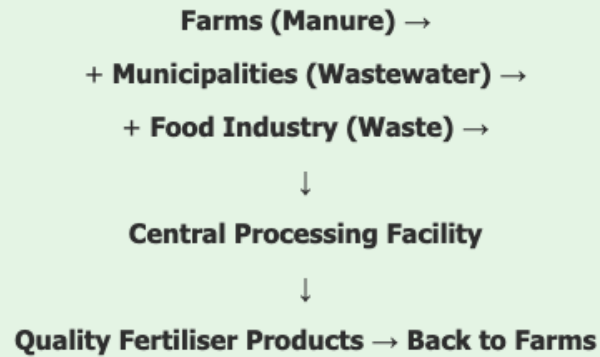 Farms (Manure) →
+ Municipalities (Wastewater) →
+ Food Industry (Waste) →
↓
Central Processing Facility
↓
Quality Fertiliser Products → Back to Farms